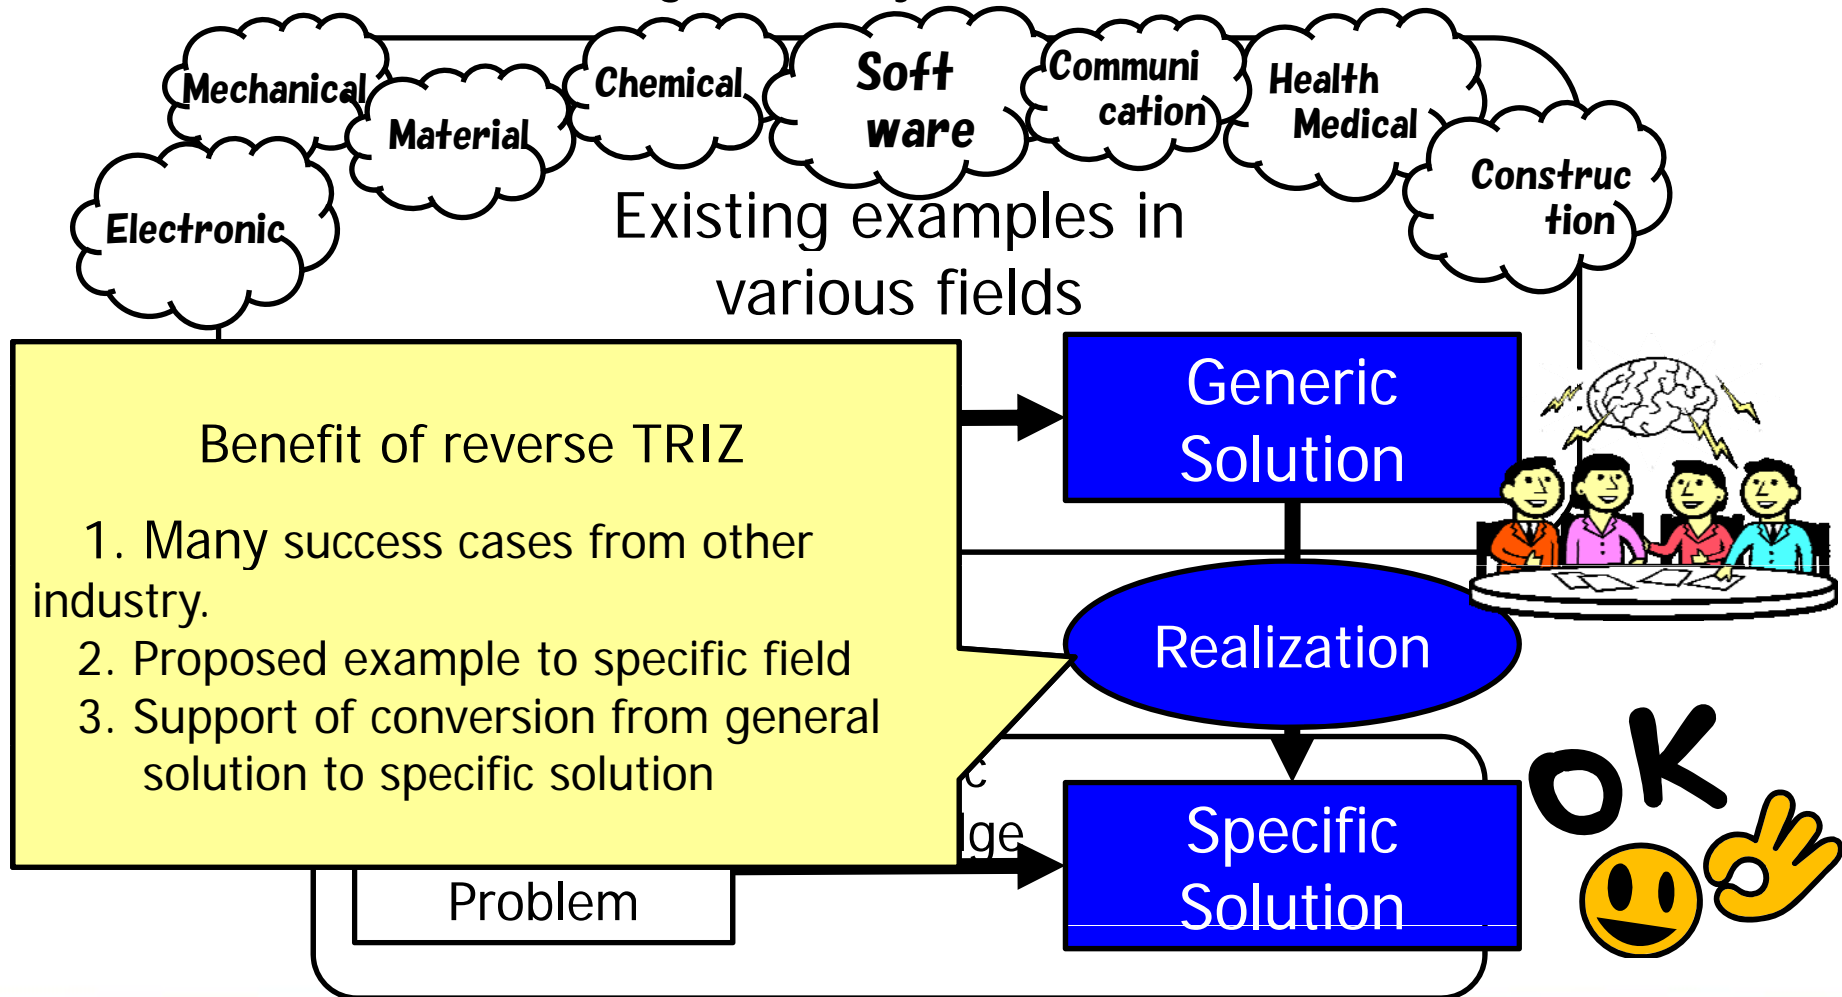 Mechanical
Material
Chemical
Soft
ware
Communi
cation
Health
Medical
Construc
tion
Electronic
Existing examples in
various fields
Generic
Solution
Benefit of reverse TRIZ
1. Many success cases from other
industry.
2. Proposed example to specific field
3. Support of conversion from general
solution to specific solution
Realization
Problem
Specific
Solution
OK